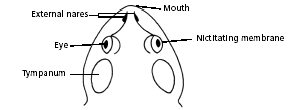 Mouth
External nares
Eye
Nictitating membrane
Tympanum